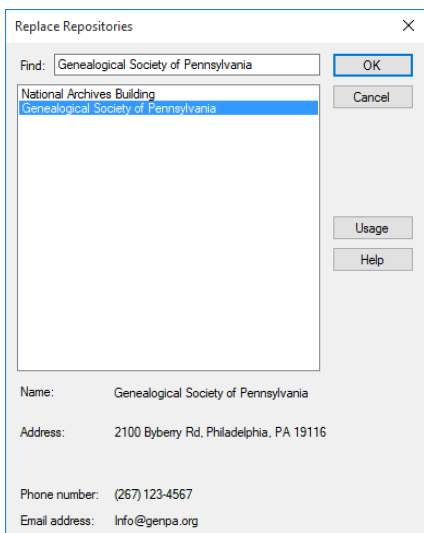 Replace Repositories
Find: Genealogical Society of Pennsylvania
OK
National Archives Building
Genealogical Society of Pennsylvania
Cancel
Usage
Help
Name: Genealogical Society of Pennsylvania
Address: 2100 Byberry Rd, Philadelphia, PA 19116
Phone number: (267) 123-4567
Email address: Info@genpa.org